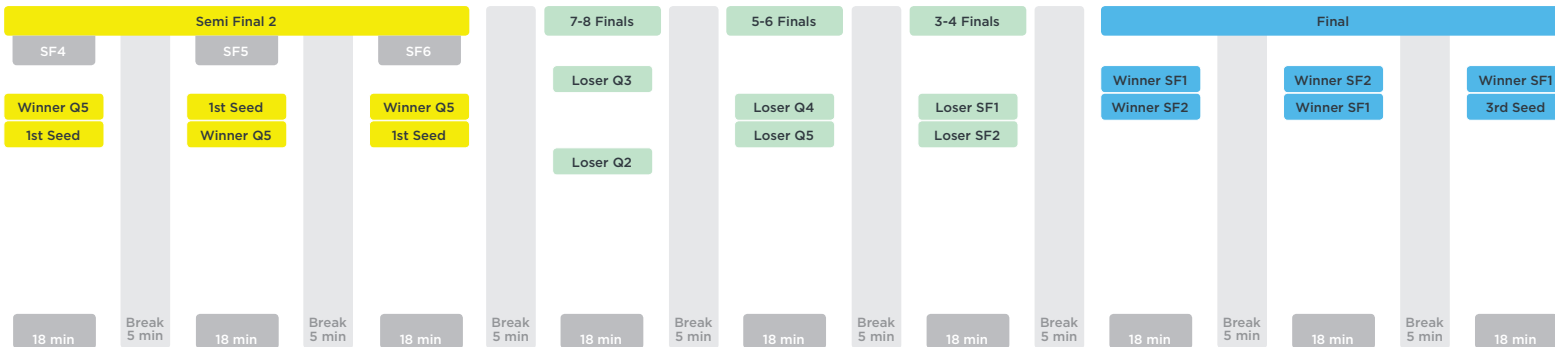 Semi Final 2
7-8 Finals
5-6 Finals
3-4 Finals
Final
SF4
SF5
SF6
Loser Q3
Winner SF1
Winner SF2
Winner SF1
Winner Q5
1st Seed
Winner Q5
Loser Q4
Loser SF1
Winner SF2
Winner SF1
3rd Seed
1st Seed
Winner Q5
1st Seed
Loser Q5
Loser SF2
Loser Q2
18 min
Break
5 min
18 min
Break
5 min
18 min
Break
5 min
18 min
Break
5 min
18 min
Break
5 min
18 min
Break
5 min
18 min
Break
5 min
18 min
Break
5 min
18 min